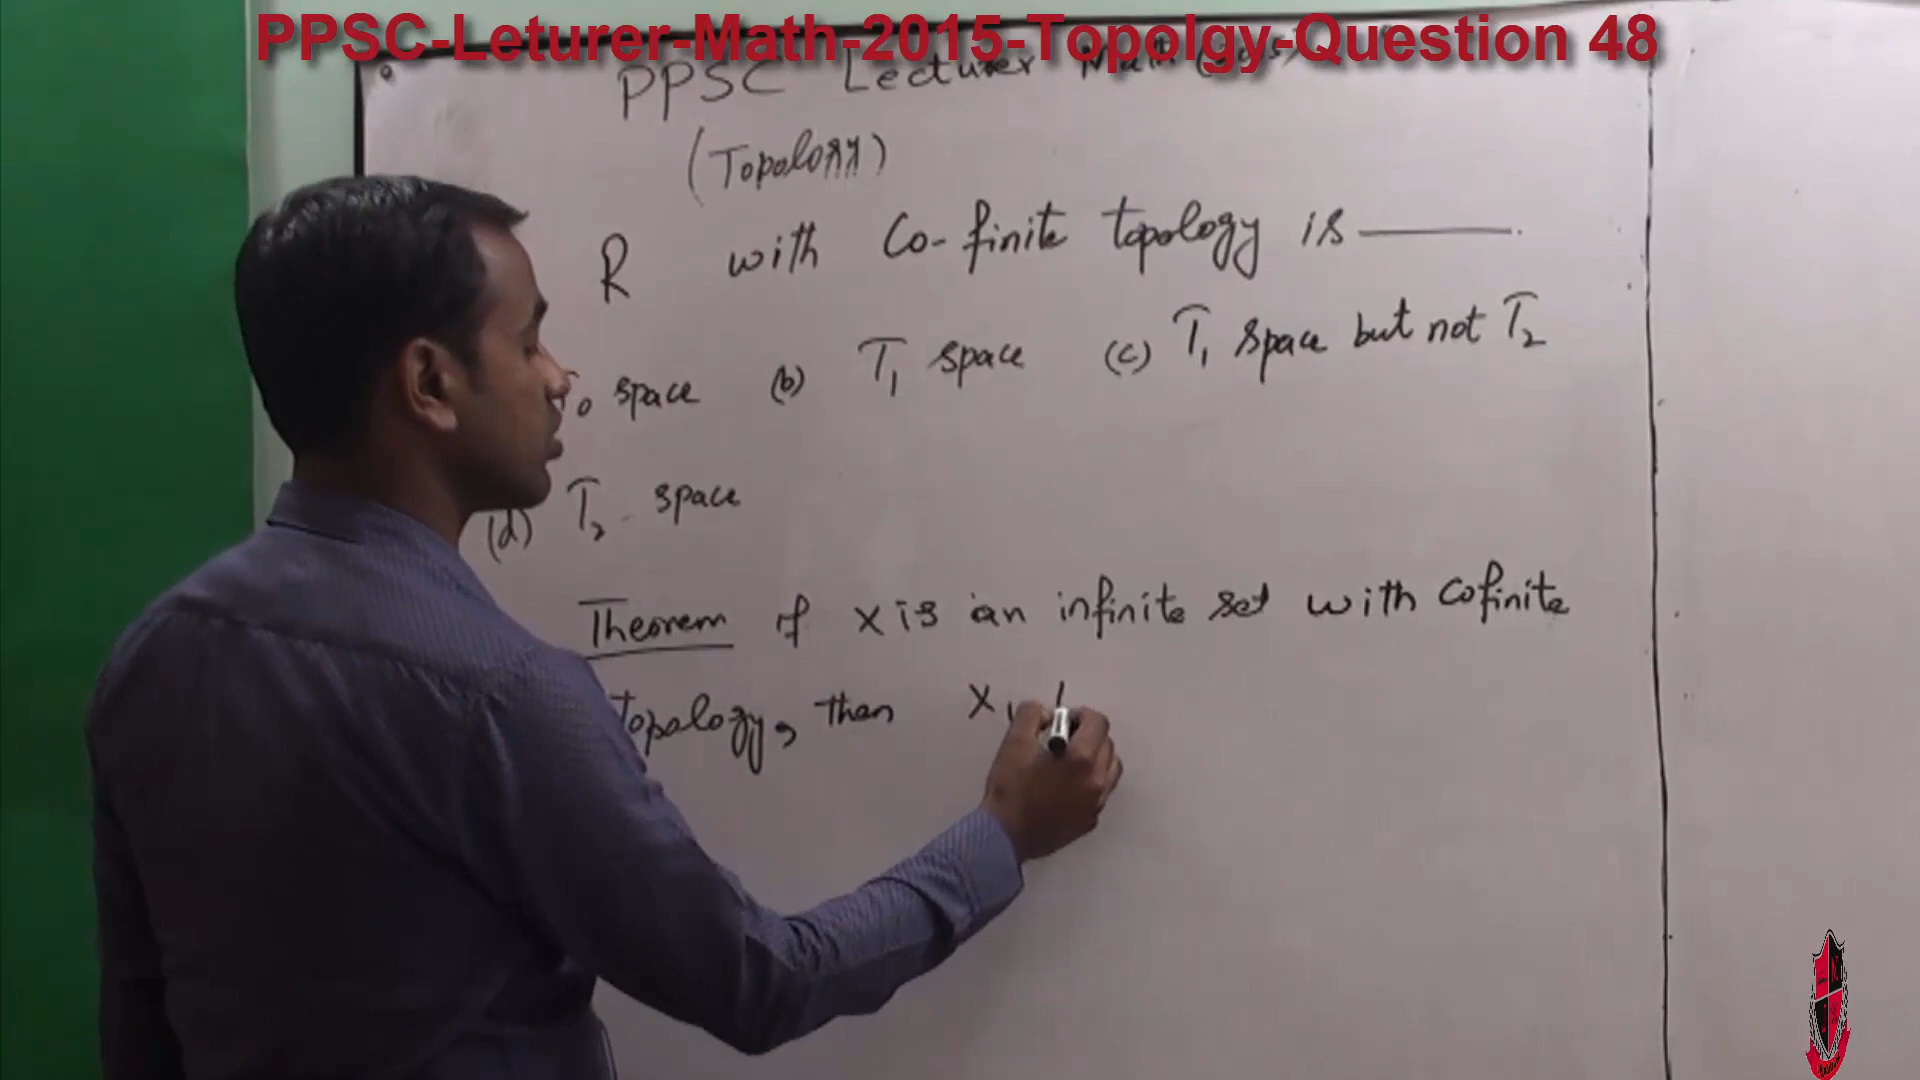 PPSC-Leturer-Math-2015-Topolgy-Question 48
PPSC Lecturer Math
(Topology)
R with Co-finite topology is ———.
space (b) T₁ space (c) T₁ space but not T₂
(d) T₂ space
Theorem if X is an infinite set with Cofinite
topology, then X